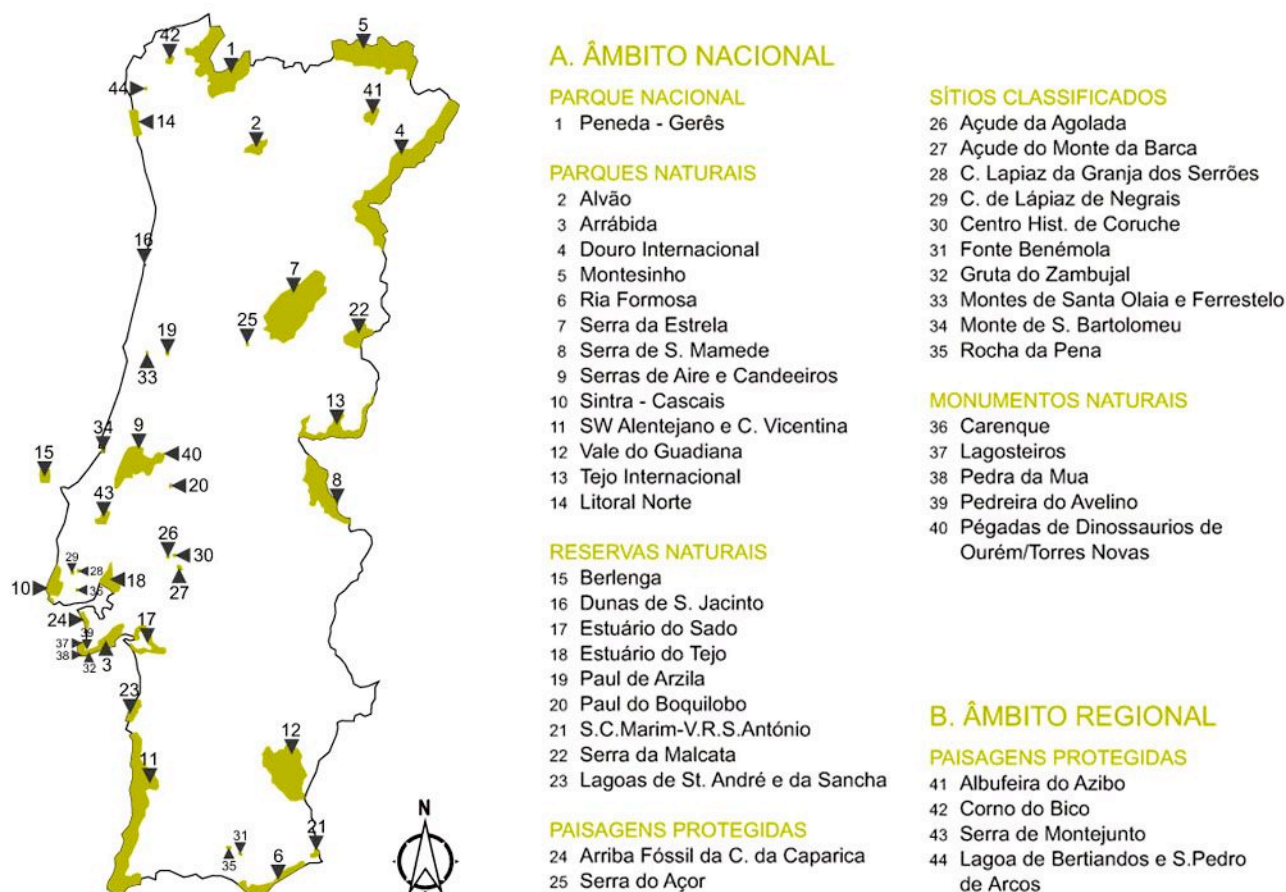 42
5
1
44
41
14
2
4
16
7
22
25
19
33
13
34
9
15
40
20
8
43
26
30
29
28
27
10
36
18
24
17
39
37
38
32
3
23
12
11
N
31
21
35
6
A. ÂMBITO NACIONAL
PARQUE NACIONAL
1 Peneda - Gerês
PARQUES NATURAIS
2 Alvão
3 Arrábida
4 Douro Internacional
5 Montesinho
6 Ria Formosa
7 Serra da Estrela
8 Serra de S. Mamede
9 Serras de Aire e Candeeiros
10 Sintra - Cascais
11 SW Alentejano e C. Vicentina
12 Vale do Guadiana
13 Tejo Internacional
14 Litoral Norte
RESERVAS NATURAIS
15 Berlenga
16 Dunas de S. Jacinto
17 Estuário do Sado
18 Estuário do Tejo
19 Paul de Arzila
20 Paul do Boquilobo
21 S.C.Marim-V.R.S.António
22 Serra da Malcata
23 Lagoas de St. André e da Sancha
PAISAGENS PROTEGIDAS
24 Arriba Fóssil da C. da Caparica
25 Serra do Açor
SÍTIOS CLASSIFICADOS
26 Açude da Agolada
27 Açude do Monte da Barca
28 C. Lapiaz da Granja dos Serrões
29 C. de Lápiaz de Negrais
30 Centro Hist. de Coruche
31 Fonte Benémola
32 Gruta do Zambujal
33 Montes de Santa Olaia e Ferrestelo
34 Monte de S. Bartolomeu
35 Rocha da Pena
MONUMENTOS NATURAIS
36 Carenque
37 Lagosteiros
38 Pedra da Mua
39 Pedreira do Avelino
40 Pégadas de Dinossaurios de
Ourém/Torres Novas
B. ÂMBITO REGIONAL
PAISAGENS PROTEGIDAS
41 Albufeira do Azibo
42 Corno do Bico
43 Serra de Montejunto
44 Lagoa de Bertiandos e S.Pedro
de Arcos